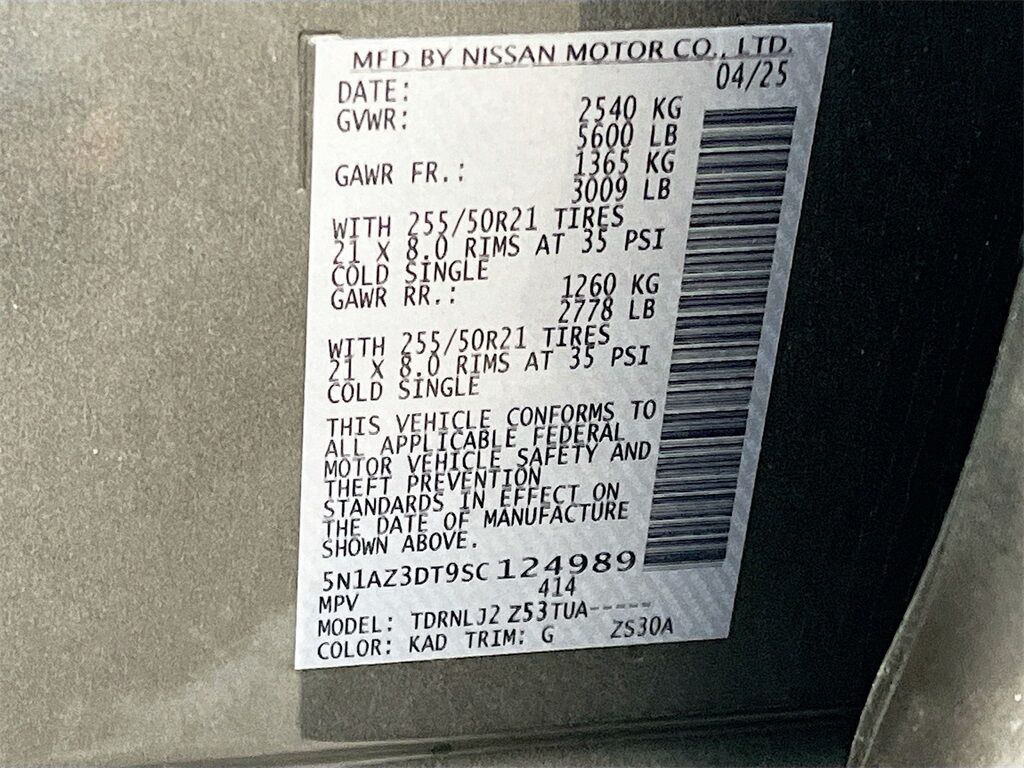 MFD BY NISSAN MOTOR CO., LTD.
DATE: 04/25
GVWR: 2540 KG
5600 LB
GAWR FR.: 1365 KG
3009 LB
WITH 255/50R21 TIRES
21 X 8.0 RIMS AT 35 PSI
COLD SINGLE
GAWR RR.: 1260 KG
2778 LB
WITH 255/50R21 TIRES
21 X 8.0 RIMS AT 35 PSI
COLD SINGLE
THIS VEHICLE CONFORMS TO
ALL APPLICABLE FEDERAL
MOTOR VEHICLE SAFETY AND
THEFT PREVENTION
STANDARDS IN EFFECT ON
THE DATE OF MANUFACTURE
SHOWN ABOVE.
5N1AZ3DT9SC124989
MPV 414
MODEL: TDRNLJ2 Z53TUA-----
COLOR: KAD TRIM: G ZS30A